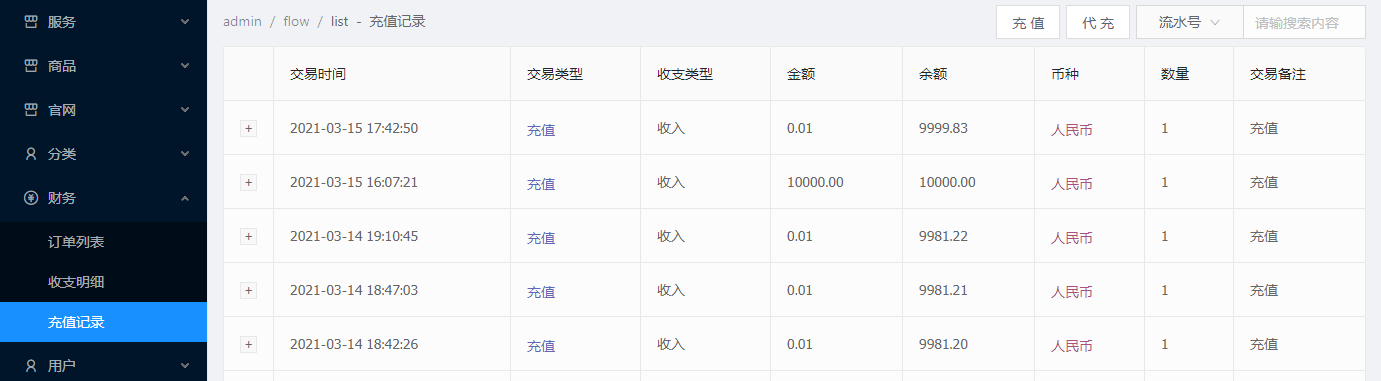 服务
商品
官网
分类
财务
订单列表
收支明细
充值记录
用户
admin / flow / list - 充值记录
充 值 代 充 流水号 请输搜索内容
交易时间 交易类型 收支类型 金额 余额 币种 数量 交易备注
+ 2021-03-15 17:42:50 充值 收入 0.01 9999.83 人民币 1 充值
+ 2021-03-15 16:07:21 充值 收入 10000.00 10000.00 人民币 1 充值
+ 2021-03-14 19:10:45 充值 收入 0.01 9981.22 人民币 1 充值
+ 2021-03-14 18:47:03 充值 收入 0.01 9981.21 人民币 1 充值
+ 2021-03-14 18:42:26 充值 收入 0.01 9981.20 人民币 1 充值